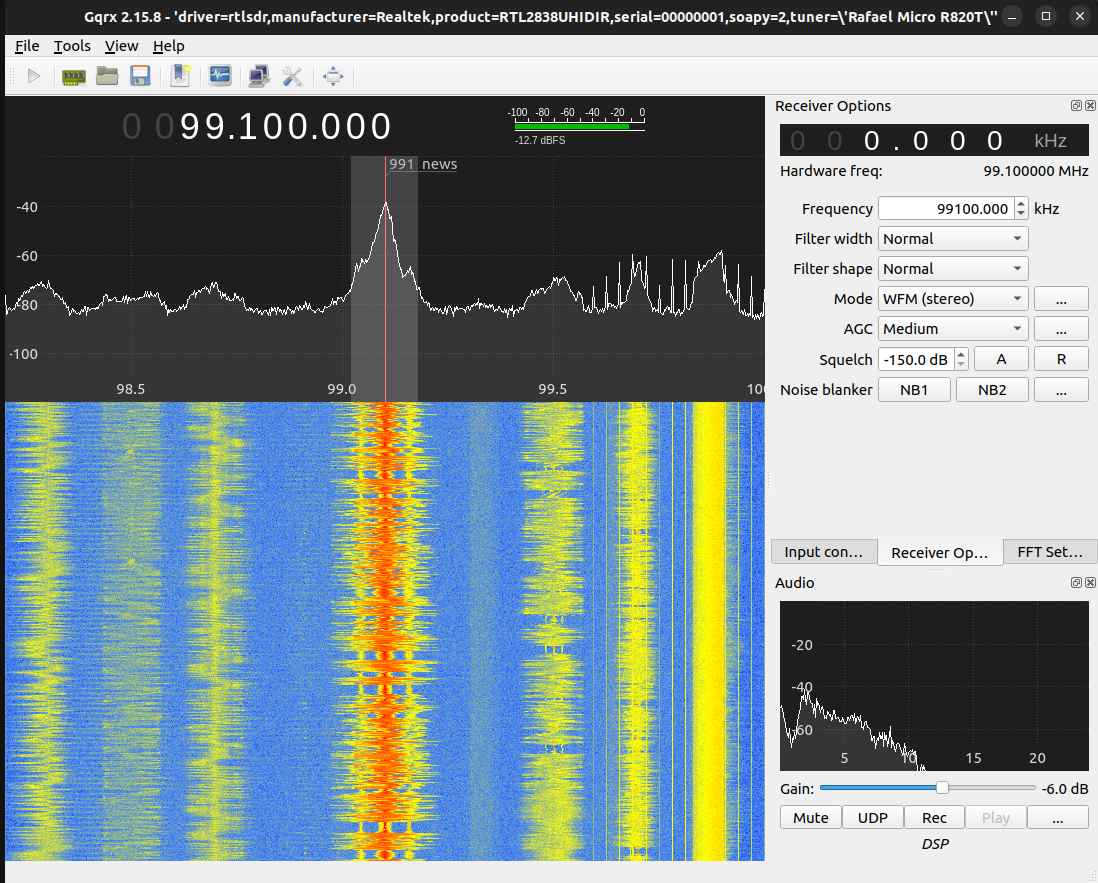 Gqrx 2.15.8 - 'driver=rtlsdr,manufacturer=Realtek,product=RTL2838UHIDIR,serial=00000001,soapy=2,tuner=\'Rafael Micro R820T\''
File Tools View Help
0 099.100.000
-100 -80 -60 -40 -20 0
-12.7 dBFS
991 news
-40
-60
-80
-100
98.5 99.0 99.5 100
Receiver Options
0 0 0.000 kHz
Hardware freq: 99.100000 MHz
Frequency 99100.000 kHz
Filter width Normal
Filter shape Normal
Mode WFM (stereo) ...
AGC Medium ...
Squelch -150.0 dB A R
Noise blanker NB1 NB2 ...
Input con... Receiver Op... FFT Set...
Audio
-20
-40
-60
5 10 15 20
Gain: -6.0 dB
Mute UDP Rec Play ...
DSP